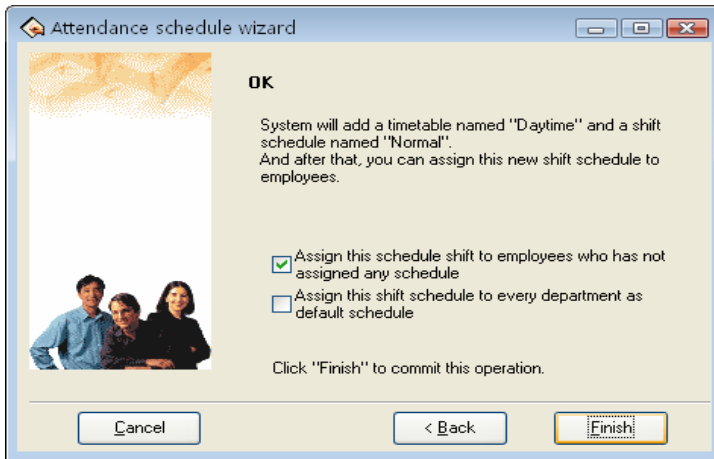 Attendance schedule wizard
OK
System will add a timetable named "Daytime" and a shift
schedule named "Normal".
And after that, you can assign this new shift schedule to
employees.
Assign this schedule shift to employees who has not
assigned any schedule
Assign this shift schedule to every department as
default schedule
Click "Finish" to commit this operation.
Cancel
< Back
Finish